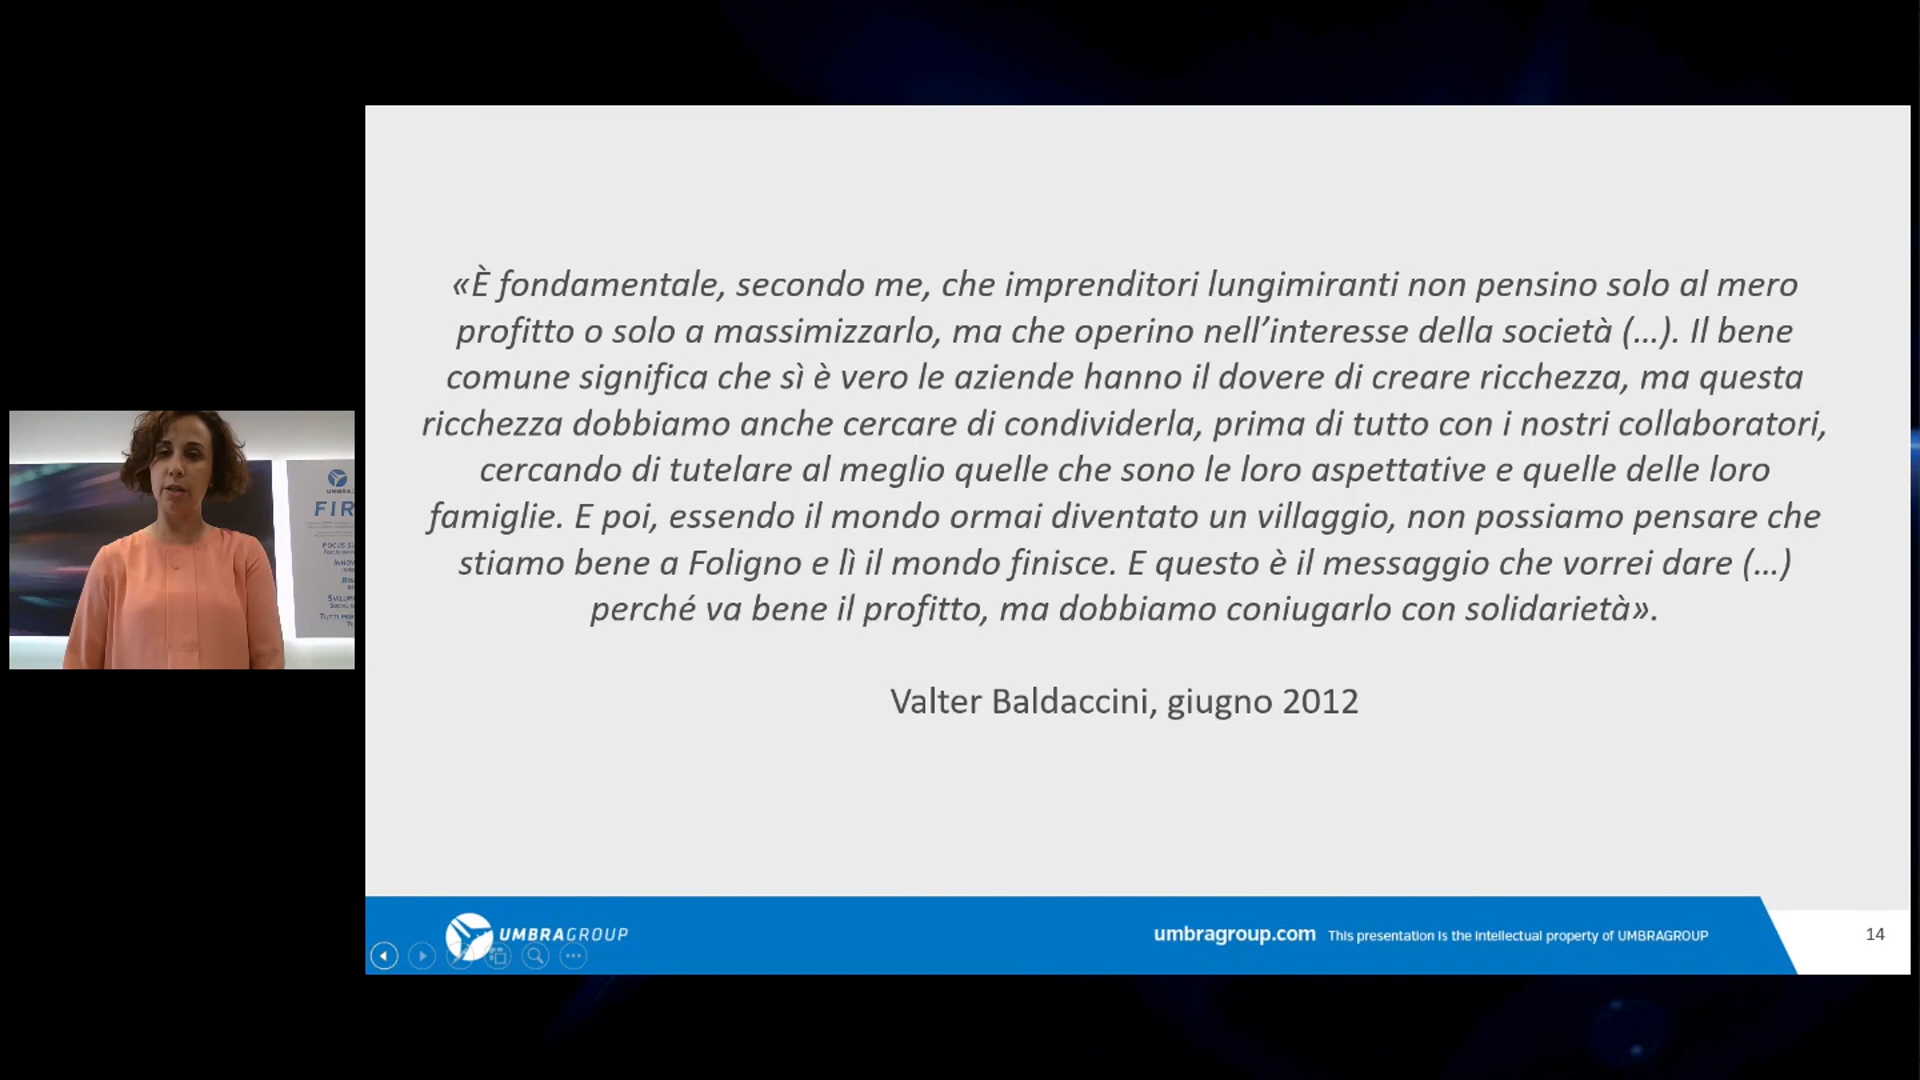 UMBRA
FIR
«È fondamentale, secondo me, che imprenditori lungimiranti non pensino solo al mero
profitto o solo a massimizzarlo, ma che operino nell’interesse della società (…). Il bene
comune significa che sì è vero le aziende hanno il dovere di creare ricchezza, ma questa
ricchezza dobbiamo anche cercare di condividerla, prima di tutto con i nostri collaboratori,
cercando di tutelare al meglio quelle che sono le loro aspettative e quelle delle loro
famiglie. E poi, essendo il mondo ormai diventato un villaggio, non possiamo pensare che
stiamo bene a Foligno e lì il mondo finisce. E questo è il messaggio che vorrei dare (…)
perché va bene il profitto, ma dobbiamo coniugarlo con solidarietà».
Valter Baldaccini, giugno 2012
UMBRAGROUP
umbragroup.com This presentation is the intellectual property of UMBRAGROUP
14